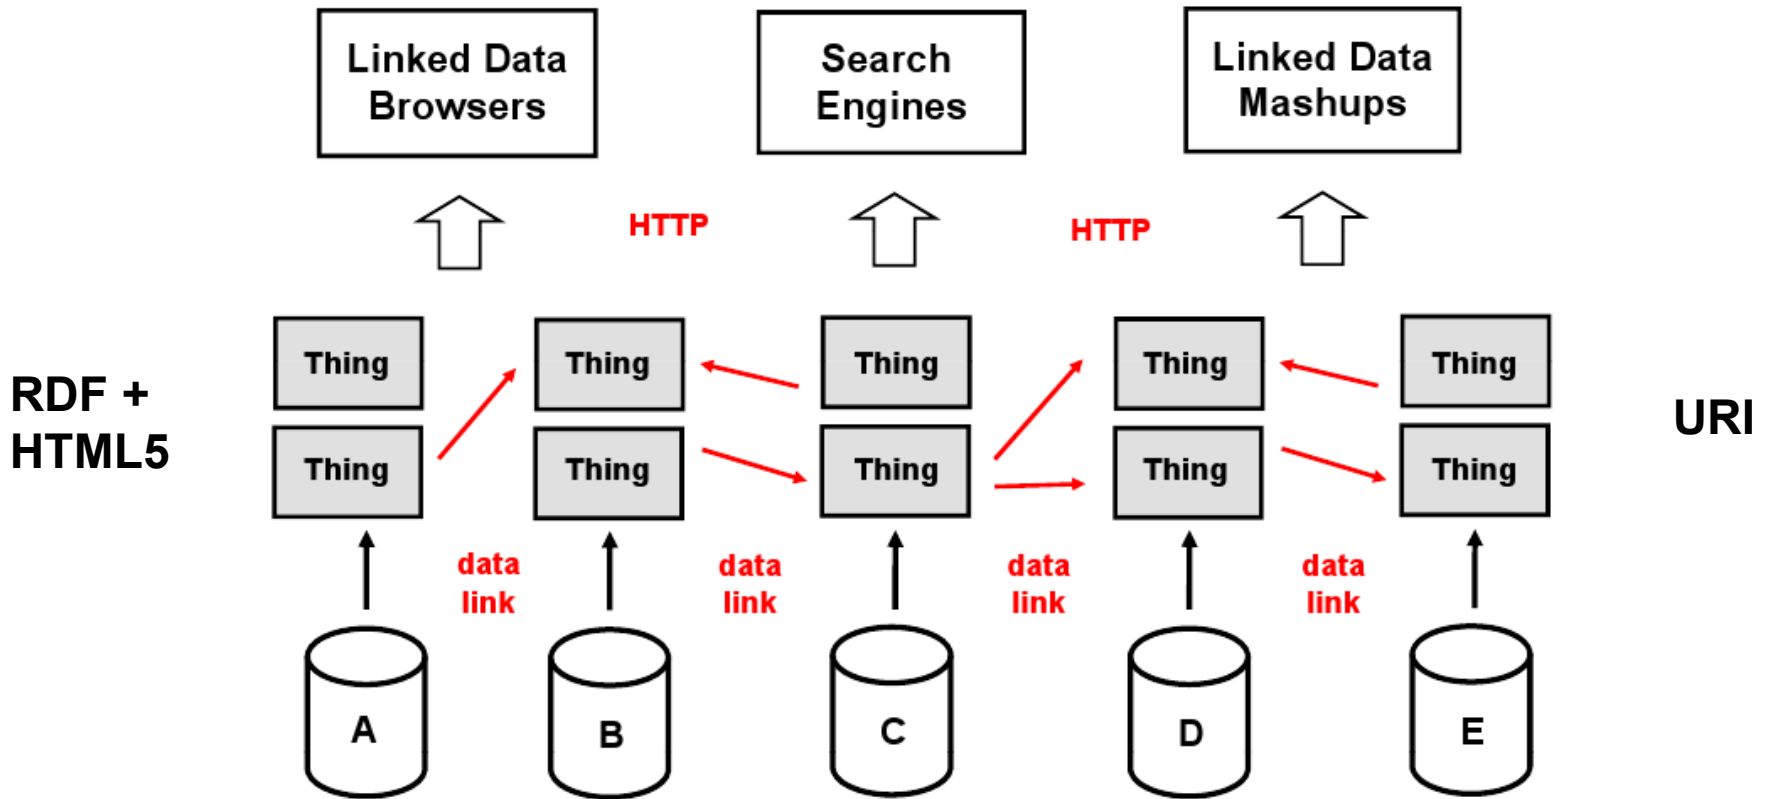 Linked Data
Browsers
Search
Engines
Linked Data
Mashups
HTTP
HTTP
RDF +
HTML5
Thing
Thing
Thing
Thing
Thing
Thing
Thing
Thing
Thing
Thing
URI
data
link
data
link
data
link
data
link
A
B
C
D
E